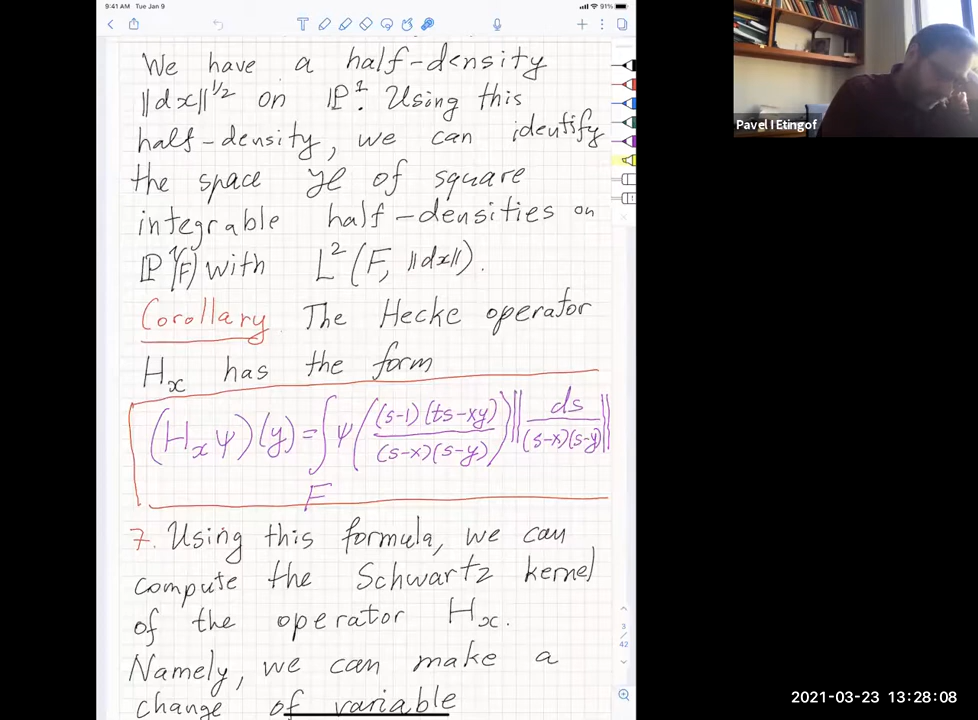 9:41 AM Tue Jan 9
91%
We have a half-density
||dx||^{1/2} on ℙ^1. Using this
half-density, we can identify
the space ℋ of square
integrable half-densities on
ℙ^1(F) with L^2(F, ||dx||).
Corollary. The Hecke operator
H_x has the form
(H_x ψ)(y) = ∫_F ψ((s-1)(ts-xy)/(s-x)(s-y)) ||ds/(s-x)(s-y)||
7. Using this formula, we can
compute the Schwartz kernel
of the operator H_x.
Namely, we can make a
change of variable
3
/
42
Pavel I Etingof
2021-03-23 13:28:08